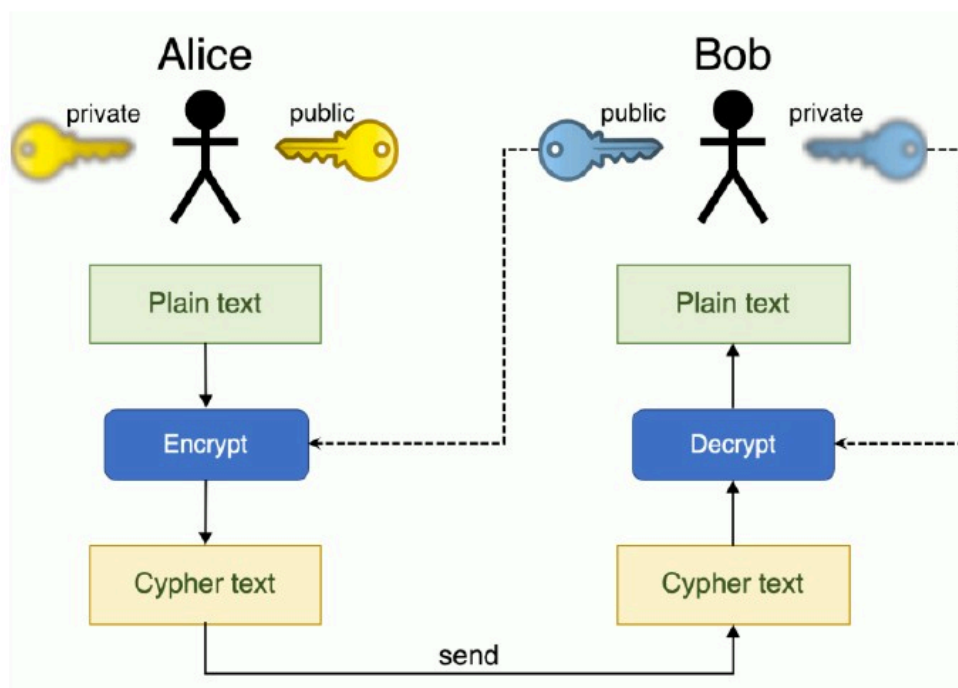 Alice
Bob
private
public
public
private
Plain text
Plain text
Encrypt
Decrypt
Cypher text
Cypher text
send